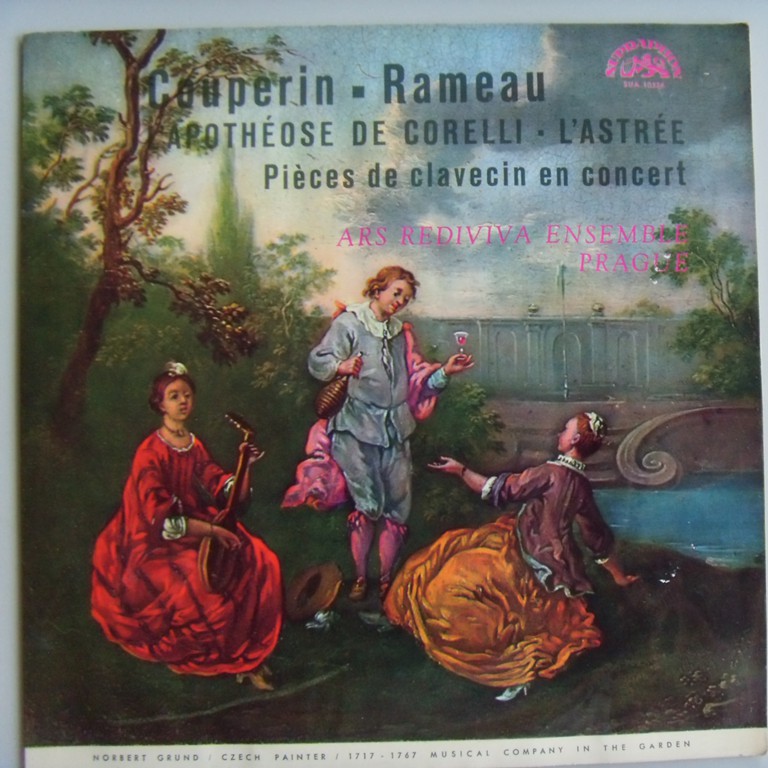 SUPRAPHON
Couperin ▪ Rameau
L'APOTHÉOSE DE CORELLI · L'ASTRÉE
Pièces de clavecin en concert
ARS REDIVIVA ENSEMBLE
PRAGUE
NORBERT GRUND / CZECH PAINTER / 1717 - 1767 MUSICAL COMPANY IN THE GARDEN